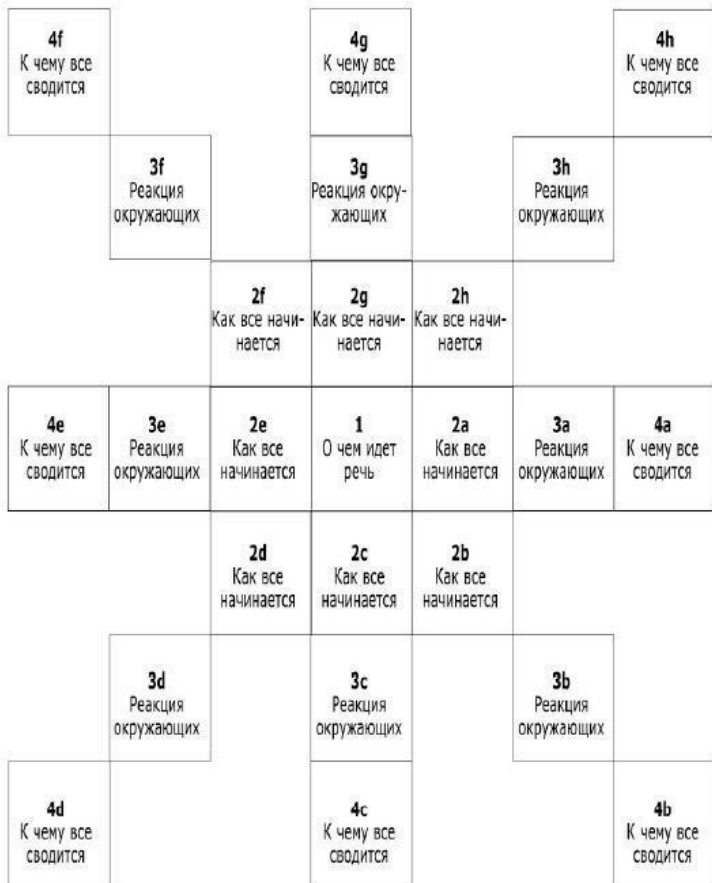 4f
К чему все
сводится
4g
К чему все
сводится
4h
К чему все
сводится
3f
Реакция
окружающих
3g
Реакция окру-
жающих
3h
Реакция
окружающих
2f
Как все начи-
нается
2g
Как все начи-
нается
2h
Как все начи-
нается
4e
К чему все
сводится
3e
Реакция
окружающих
2e
Как все
начинается
1
О чем идет
речь
2a
Как все
начинается
3a
Реакция
окружающих
4a
К чему все
сводится
2d
Как все
начинается
2c
Как все
начинается
2b
Как все
начинается
3d
Реакция
окружающих
3c
Реакция
окружающих
3b
Реакция
окружающих
4d
К чему все
сводится
4c
К чему все
сводится
4b
К чему все
сводится